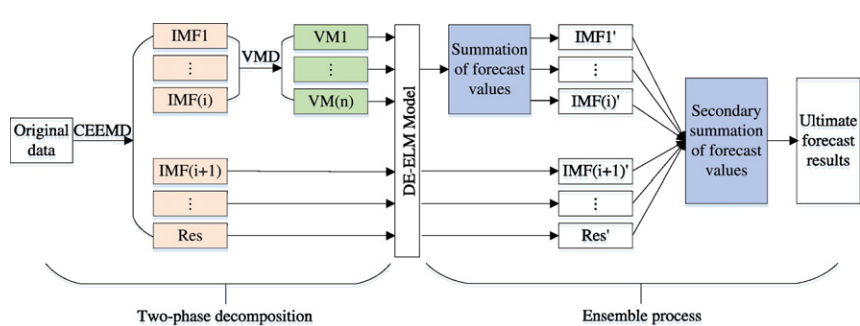 Original
data
CEEMD
IMF1
⋮
IMF(i)
IMF(i+1)
⋮
Res
VMD
VM1
⋮
VM(n)
DE-ELM Model
Summation
of forecast
values
IMF1'
⋮
IMF(i)'
IMF(i+1)'
⋮
Res'
Secondary
summation
of forecast
values
Ultimate
forecast
results
Two-phase decomposition
Ensemble process